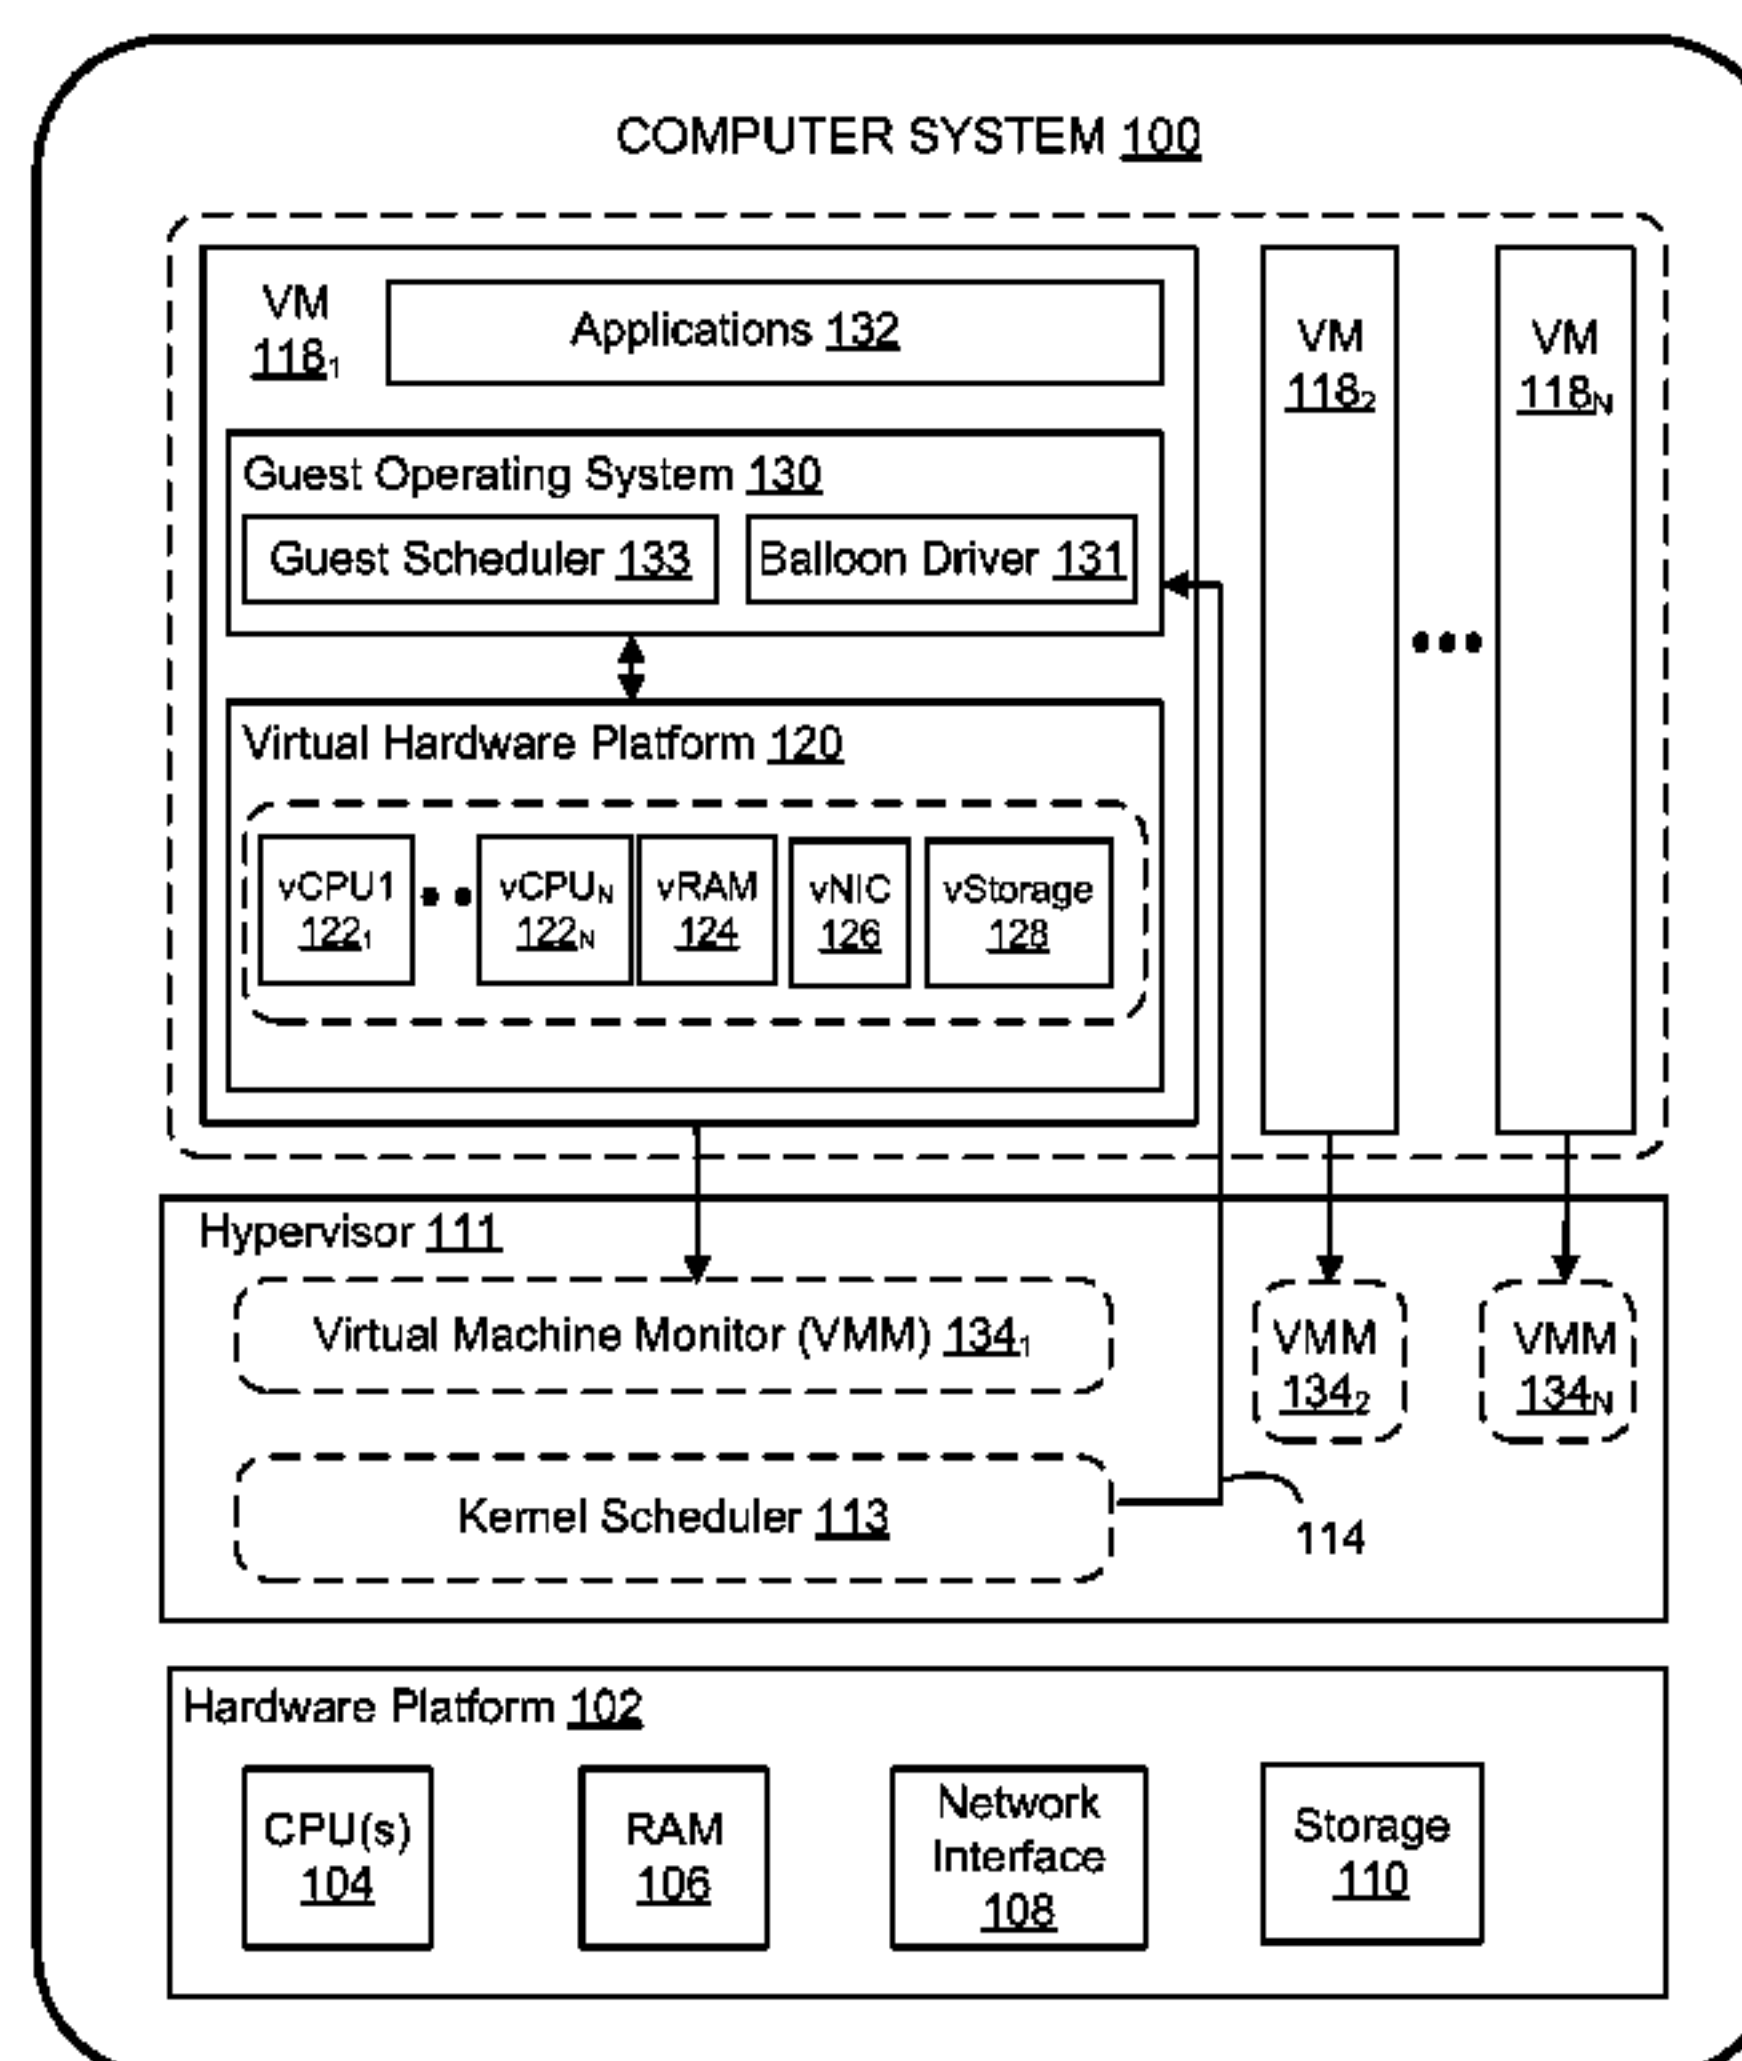 COMPUTER SYSTEM 100
VM
118₁
Applications 132
VM
118₂
VM
118N
Guest Operating System 130
Guest Scheduler 133
Balloon Driver 131
Virtual Hardware Platform 120
vCPU1
122₁
vCPUN
122N
vRAM
124
vNIC
126
vStorage
128
Hypervisor 111
Virtual Machine Monitor (VMM) 134₁
VMM
134₂
VMM
134N
Kernel Scheduler 113
114
Hardware Platform 102
CPU(s)
104
RAM
106
Network
Interface
108
Storage
110